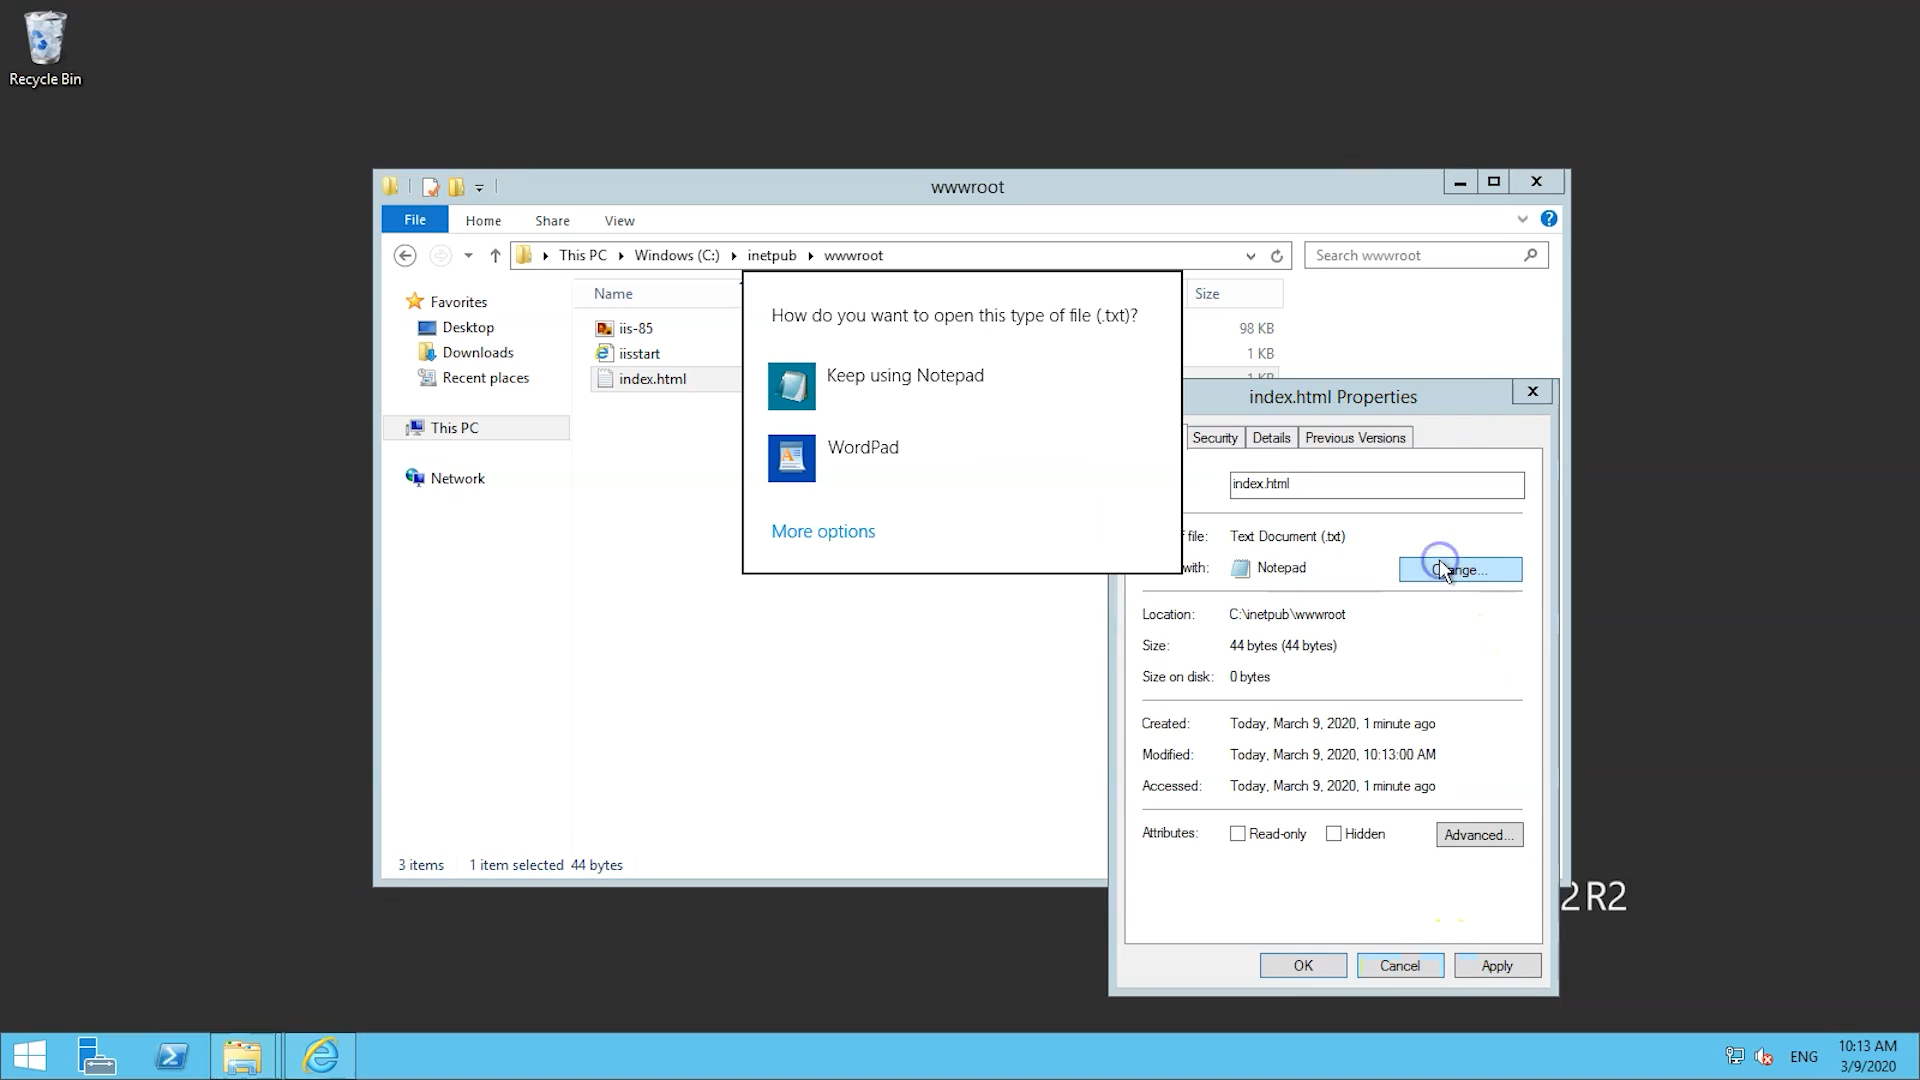 Recycle Bin
wwwroot
File Home Share View
This PC Windows (C:) inetpub wwwroot
Search wwwroot
Name
Size
Favorites
Desktop
Downloads
Recent places
This PC
Network
iis-85
98 KB
iisstart
1 KB
index.html
1 KB
3 items 1 item selected 44 bytes
How do you want to open this type of file (.txt)?
Keep using Notepad
WordPad
More options
index.html Properties
Security Details Previous Versions
index.html
file: Text Document (.txt)
with: Notepad
Change...
Location: C:\inetpub\wwwroot
Size: 44 bytes (44 bytes)
Size on disk: 0 bytes
Created: Today, March 9, 2020, 1 minute ago
Modified: Today, March 9, 2020, 10:13:00 AM
Accessed: Today, March 9, 2020, 1 minute ago
Attributes: Read-only Hidden Advanced...
OK Cancel Apply
2 R2
ENG
10:13 AM
3/9/2020